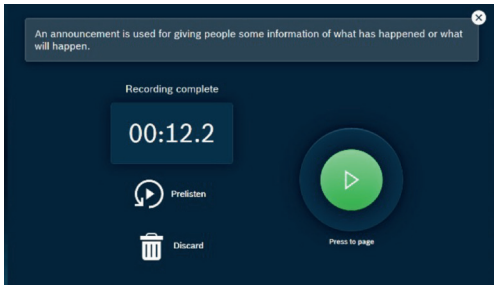 An announcement is used for giving people some information of what has happened or what
will happen.
Recording complete
00:12.2
Prelisten
Discard
Press to page